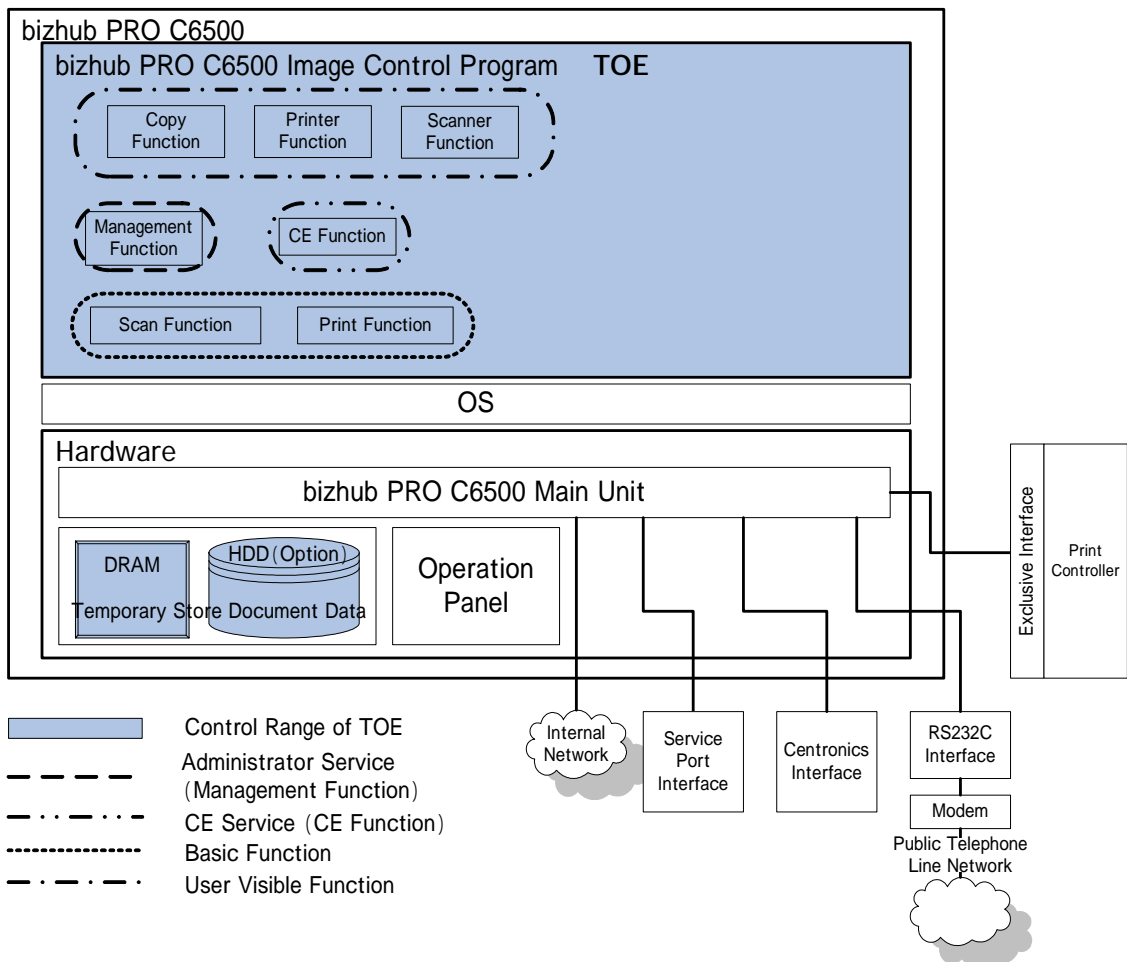 bizhub PRO C6500
bizhub PRO C6500 Image Control Program TOE
Copy
Function
Printer
Function
Scanner
Function
Management
Function
CE Function
Scan Function
Print Function
OS
Hardware
bizhub PRO C6500 Main Unit
DRAM
HDD(Option)
Temporary Store Document Data
Operation
Panel
Exclusive Interface
Print
Controller
Internal
Network
Service
Port
Interface
Centronics
Interface
RS232C
Interface
Modem
Public Telephone
Line Network
Control Range of TOE
Administrator Service
(Management Function)
CE Service (CE Function)
Basic Function
User Visible Function